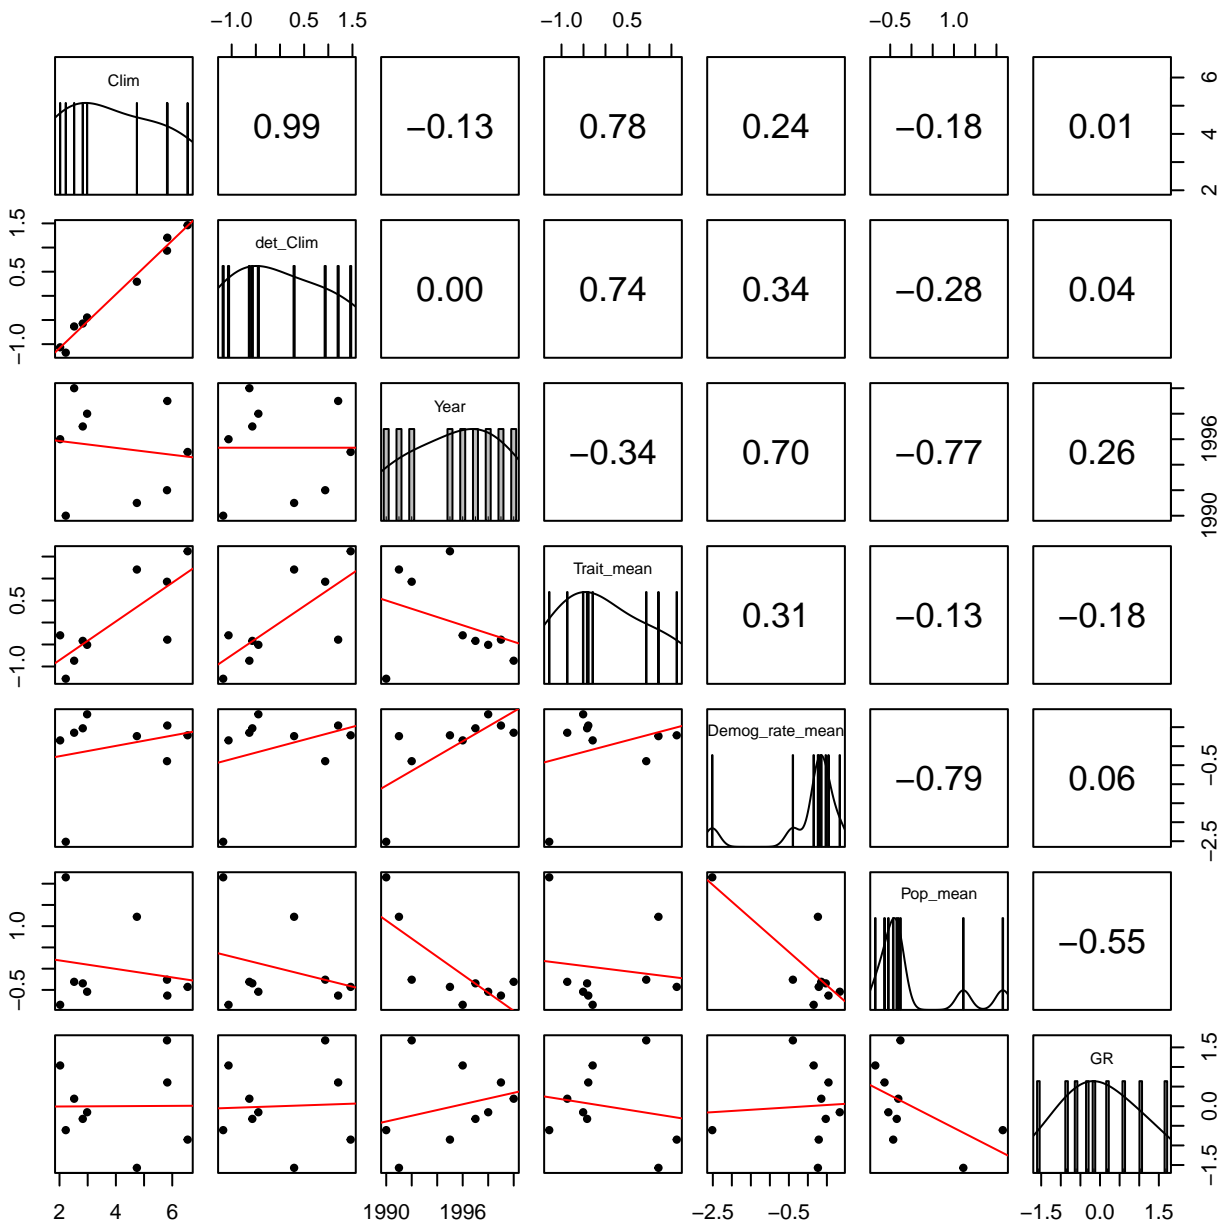 −1.0 0.5 1.5 −1.0 0.5 −0.5 1.0
Clim 0.99 −0.13 0.78 0.24 −0.18 0.01 2 4 6
−1.0 0.5 1.5 det_Clim 0.00 0.74 0.34 −0.28 0.04
Year −0.34 0.70 −0.77 0.26 1990 1996
−1.0 0.5 Trait_mean 0.31 −0.13 −0.18
Demog_rate_mean −0.79 0.06 −2.5 −0.5
−0.5 1.0 Pop_mean −0.55
GR −1.5 0.0 1.5
2 4 6 1990 1996 −2.5 −0.5 −1.5 0.0 1.5